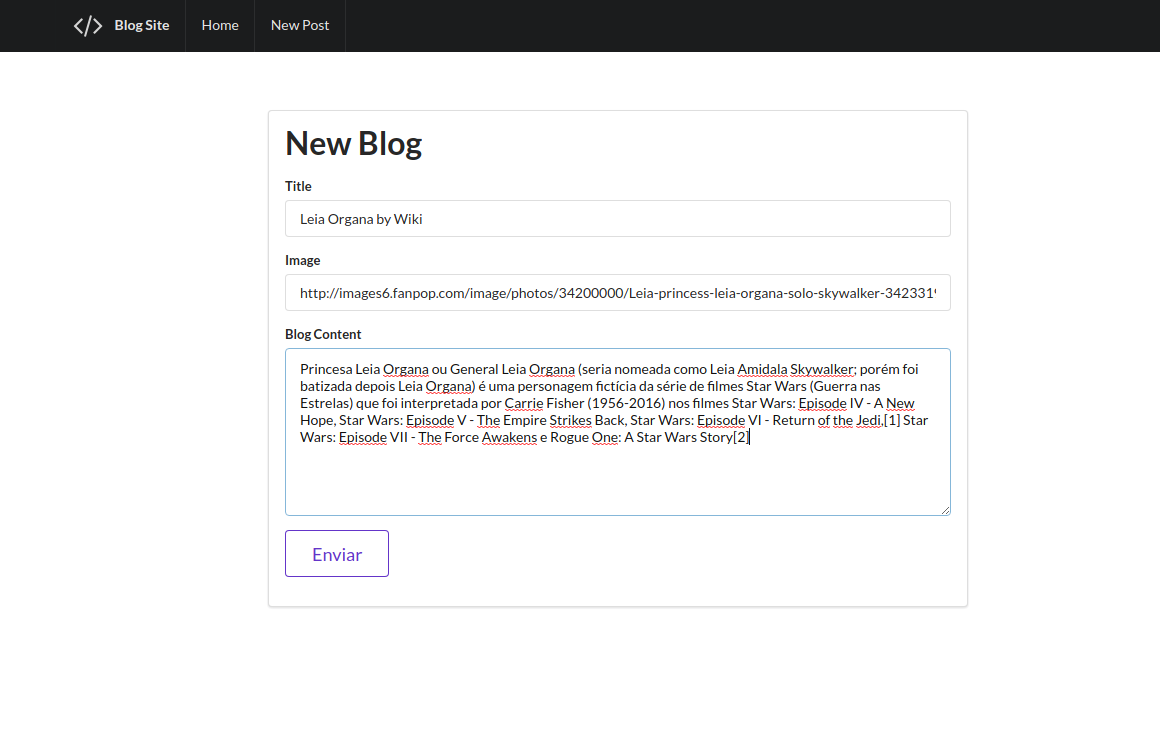 Blog Site Home New Post
New Blog
Title
Leia Organa by Wiki
Image
http://images6.fanpop.com/image/photos/34200000/Leia-princess-leia-organa-solo-skywalker-3423319
Blog Content
Princesa Leia Organa ou General Leia Organa (seria nomeada como Leia Amidala Skywalker; porém foi
batizada depois Leia Organa) é uma personagem fictícia da série de filmes Star Wars (Guerra nas
Estrelas) que foi interpretada por Carrie Fisher (1956-2016) nos filmes Star Wars: Episode IV - A New
Hope, Star Wars: Episode V - The Empire Strikes Back, Star Wars: Episode VI - Return of the Jedi,[1] Star
Wars: Episode VII - The Force Awakens e Rogue One: A Star Wars Story[2]
Enviar